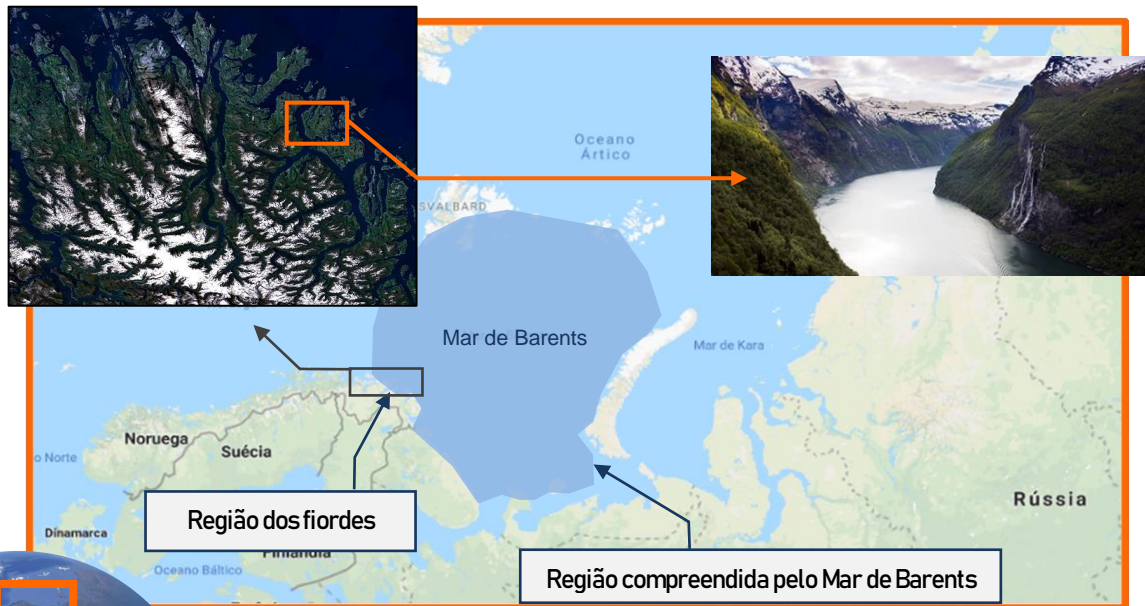 Oceano
Ártico
SVALBARD
Mar de Barents
Mar de Kara
Noruega
Suécia
o Norte
Região dos fiordes
Rússia
Dinamarca
Finlândia
Oceano Báltico
Região compreendida pelo Mar de Barents